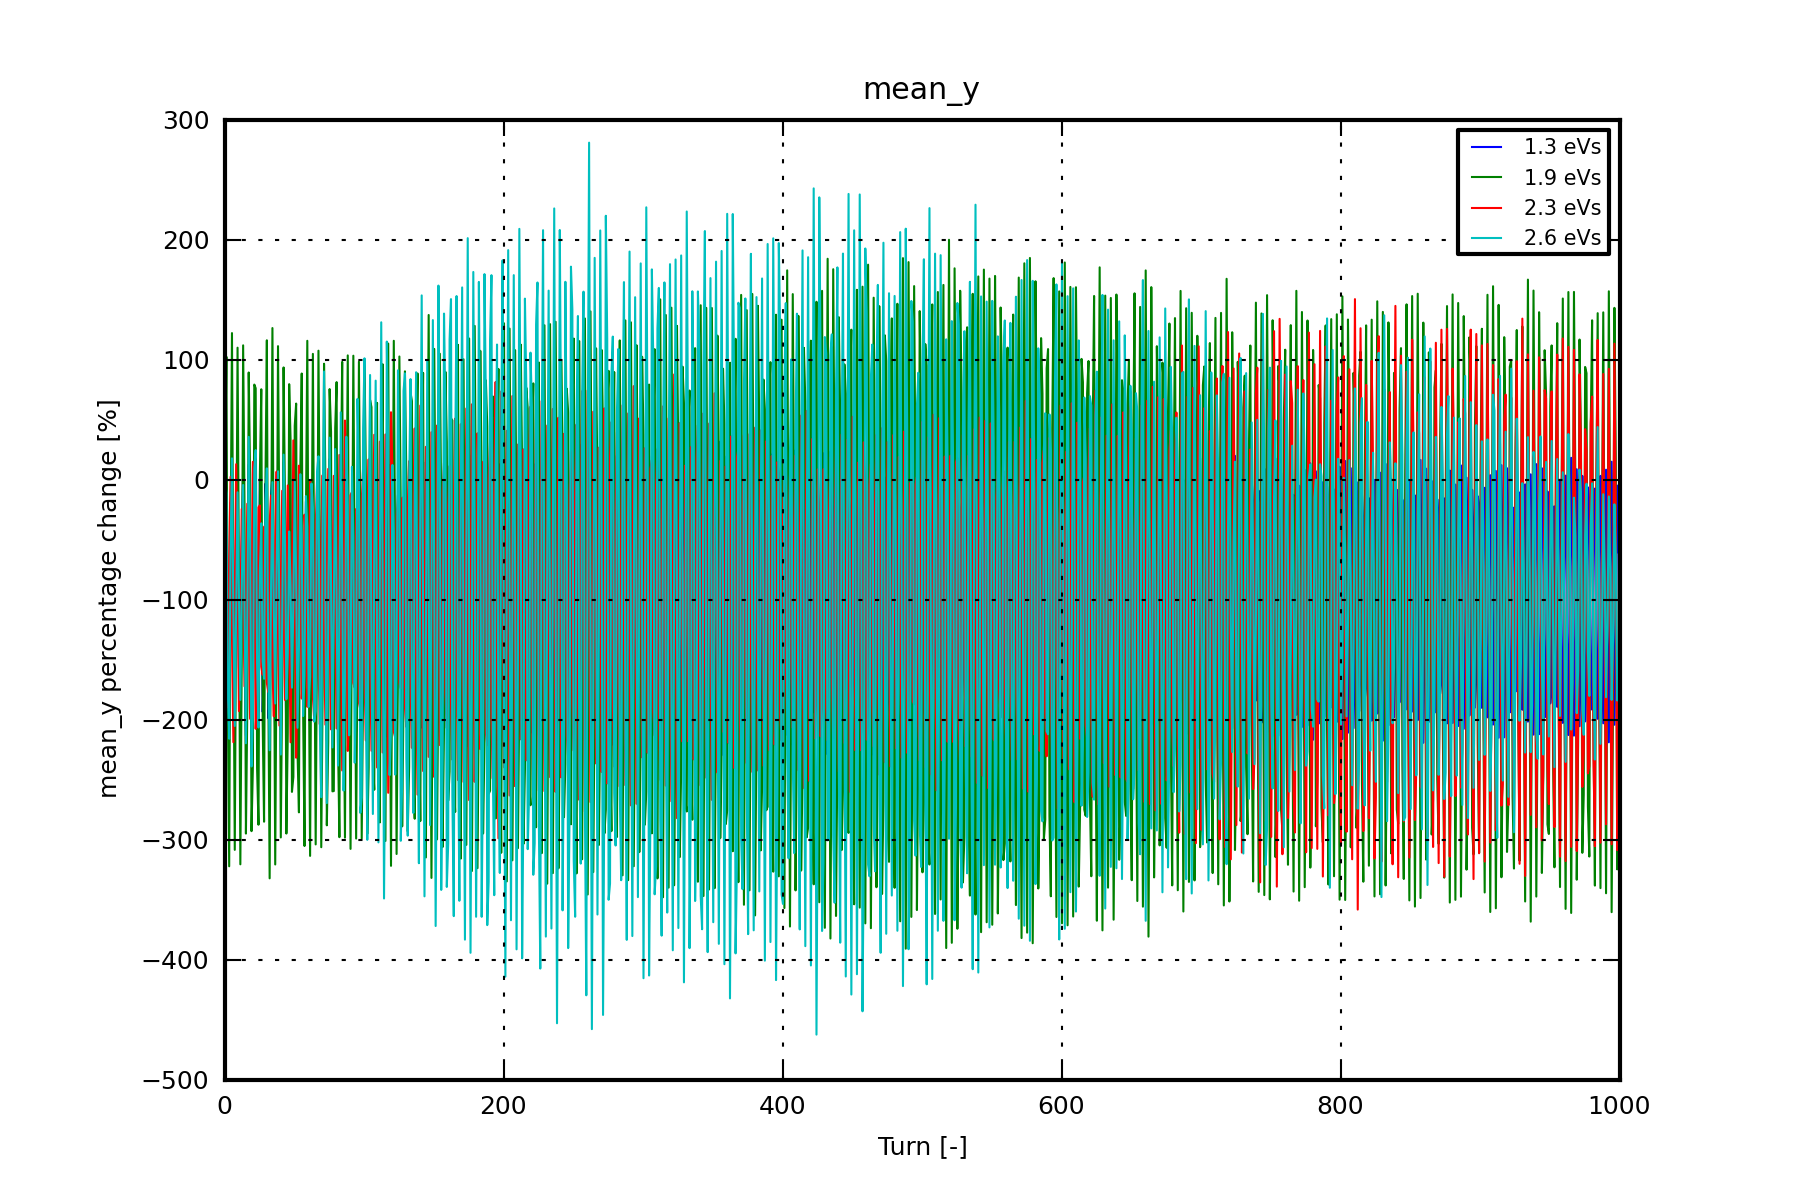 mean_y
300
200
100
0
−100
−200
−300
−400
−500
mean_y percentage change [%]
1.3 eVs
1.9 eVs
2.3 eVs
2.6 eVs
0 200 400 600 800 1000
Turn [-]